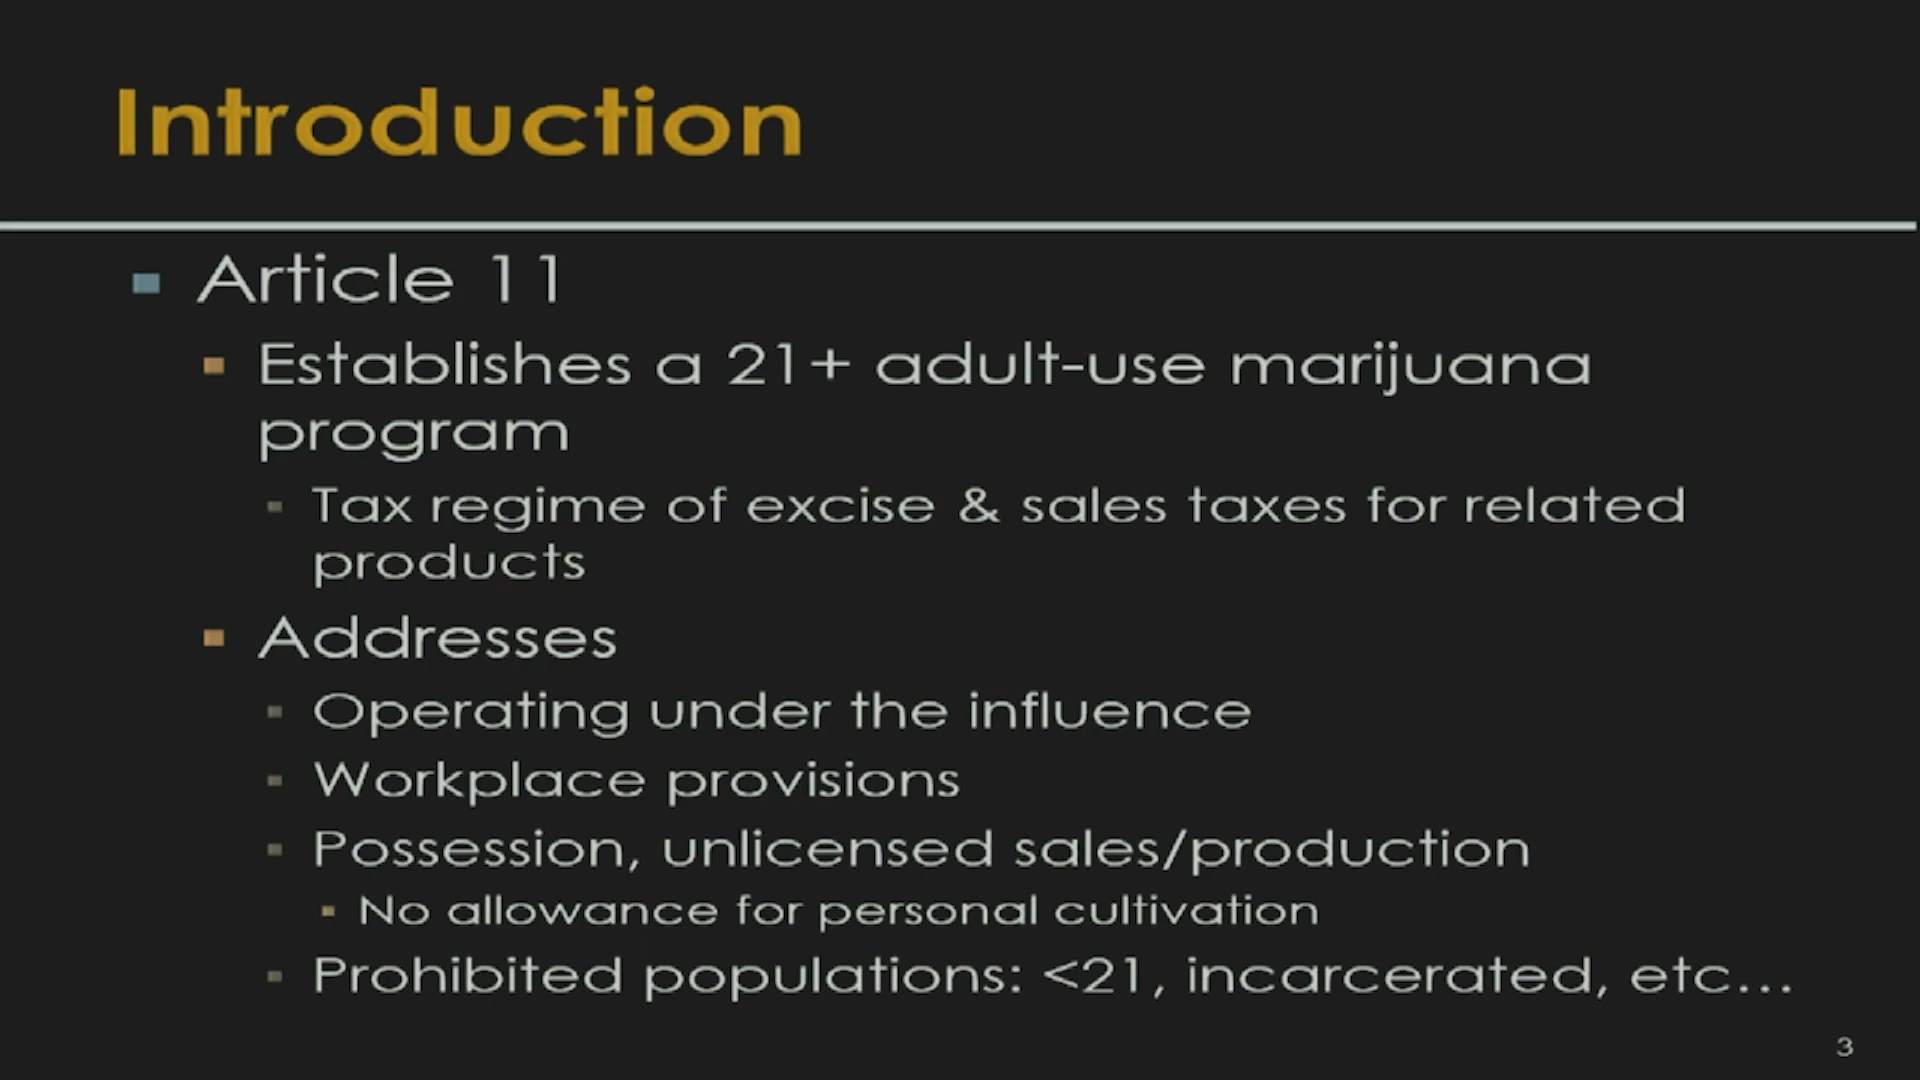 Introduction
Article 11
Establishes a 21+ adult-use marijuana
program
Tax regime of excise & sales taxes for related
products
Addresses
Operating under the influence
Workplace provisions
Possession, unlicensed sales/production
No allowance for personal cultivation
Prohibited populations: <21, incarcerated, etc...
3